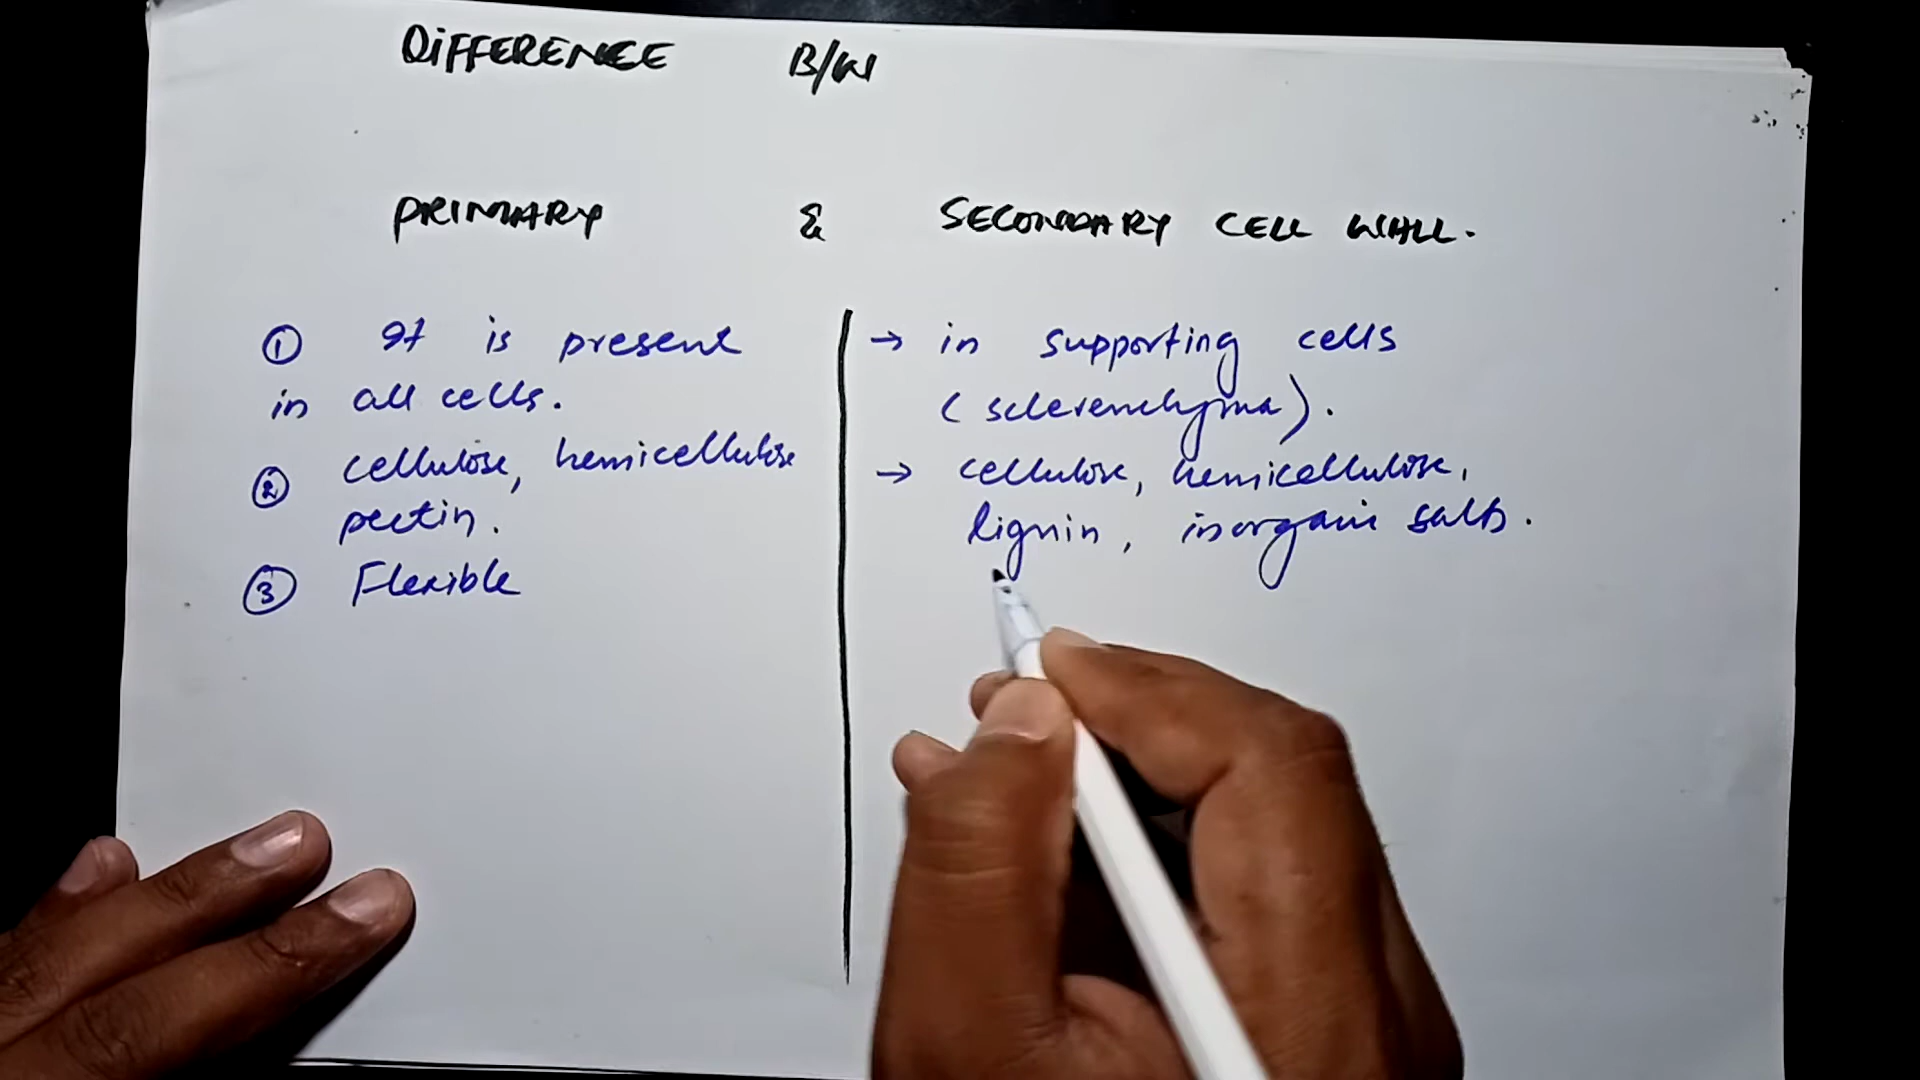 DIFFERENCE B/W
PRIMARY & SECONDARY CELL WALL.
① It is present
in all cells.
② cellulose, hemicellulose
pectin.
③ Flexible
→ in supporting cells
(sclerenchyma).
→ cellulose, hemicellulose,
lignin, inorganic salts.